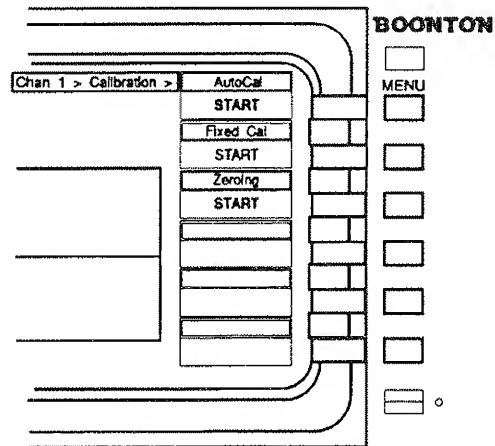 BOONTON
MENU
Chan 1 > Calibration >
AutoCal
START
Fixed Cal
START
Zeroing
START